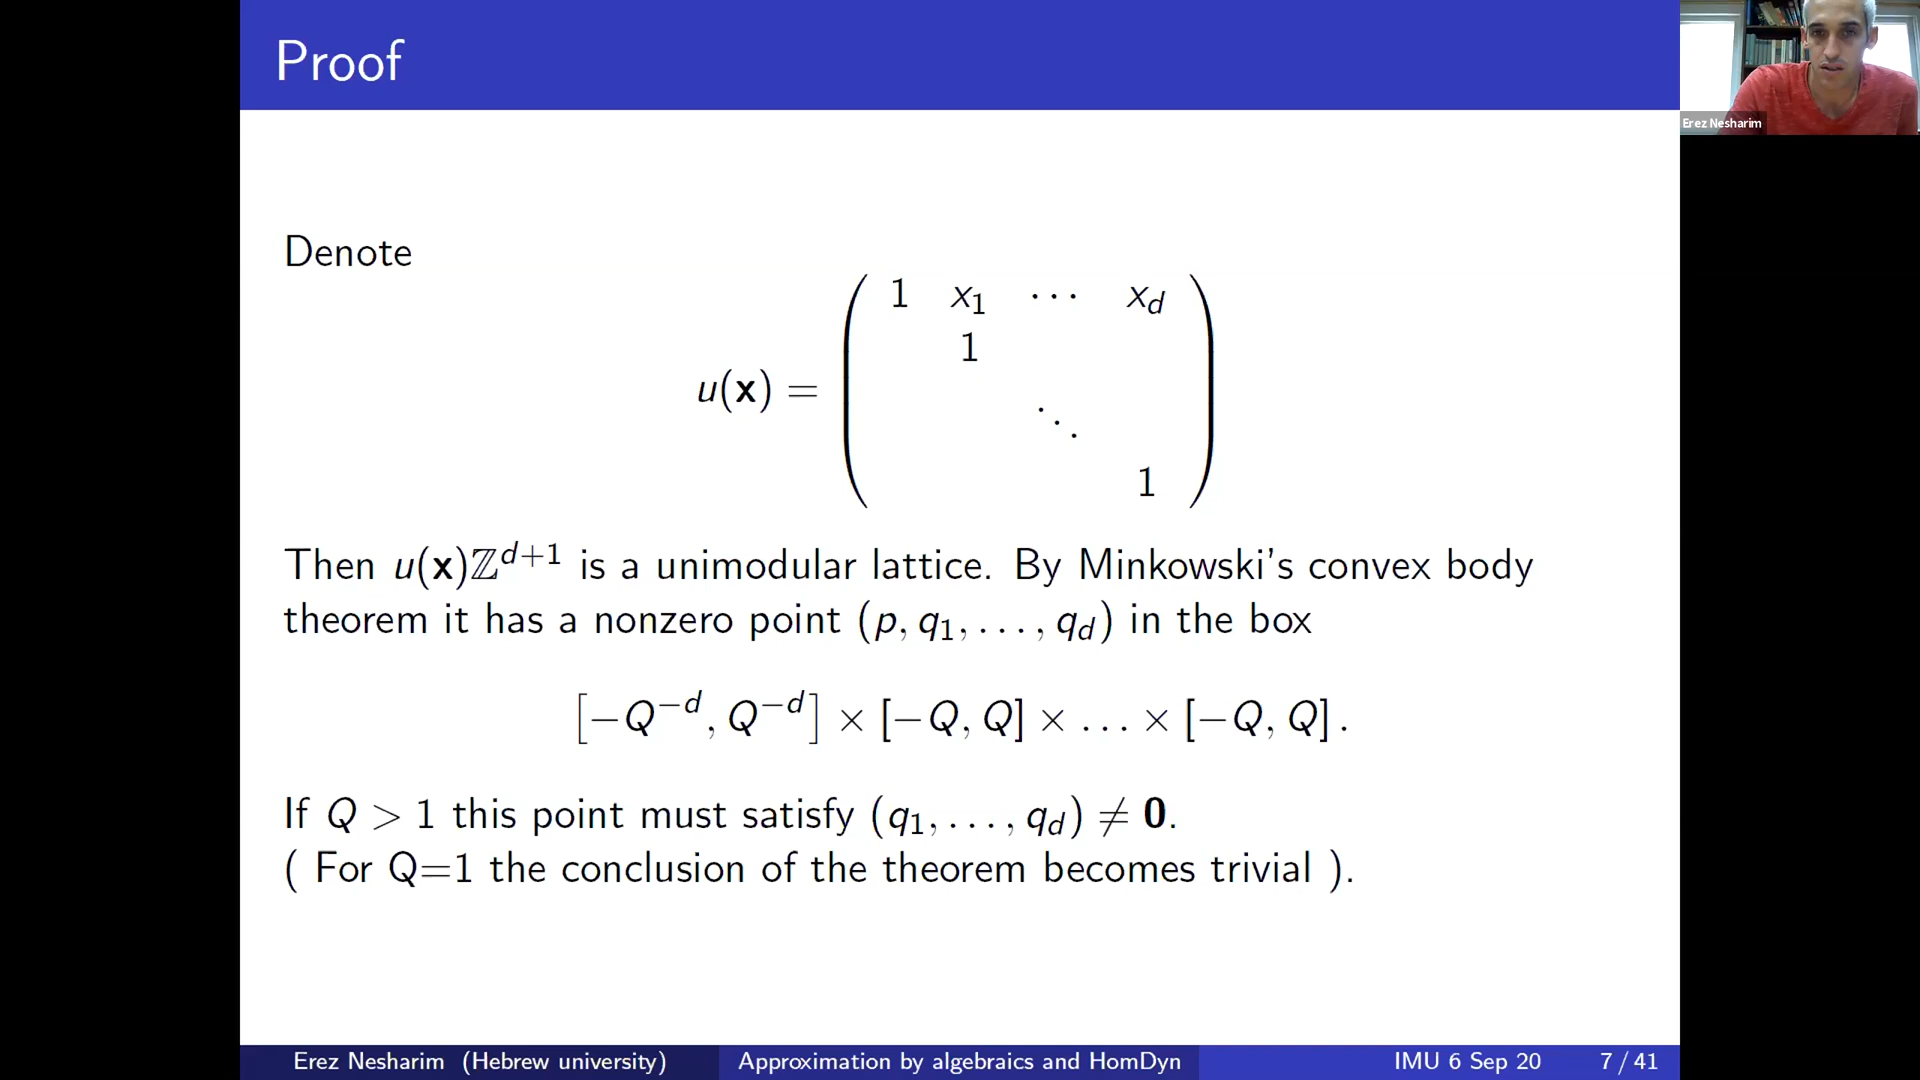 Proof
Erez Nesharim
Denote
u(x) = ( 1 x₁ ⋯ x_d
1
⋱
1 )
Then u(x)ℤ^{d+1} is a unimodular lattice. By Minkowski's convex body
theorem it has a nonzero point (p, q₁, . . . , q_d) in the box
[−Q^{−d}, Q^{−d}] × [−Q, Q] × . . . × [−Q, Q] .
If Q > 1 this point must satisfy (q₁, . . . , q_d) ≠ 0.
( For Q=1 the conclusion of the theorem becomes trivial ).
Erez Nesharim (Hebrew university) Approximation by algebraics and HomDyn IMU 6 Sep 20 7 / 41